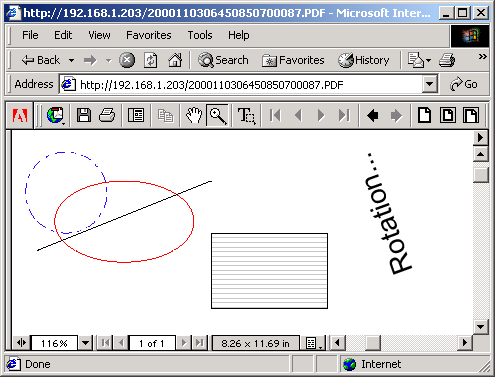 http://192.168.1.203/2000110306450850700087.PDF - Microsoft Inter...
File Edit View Favorites Tools Help
Back Search Favorites History »
Address http://192.168.1.203/2000110306450850700087.PDF Go
Rotation...
116% 1 of 1 8.26 x 11.69 in
Done Internet